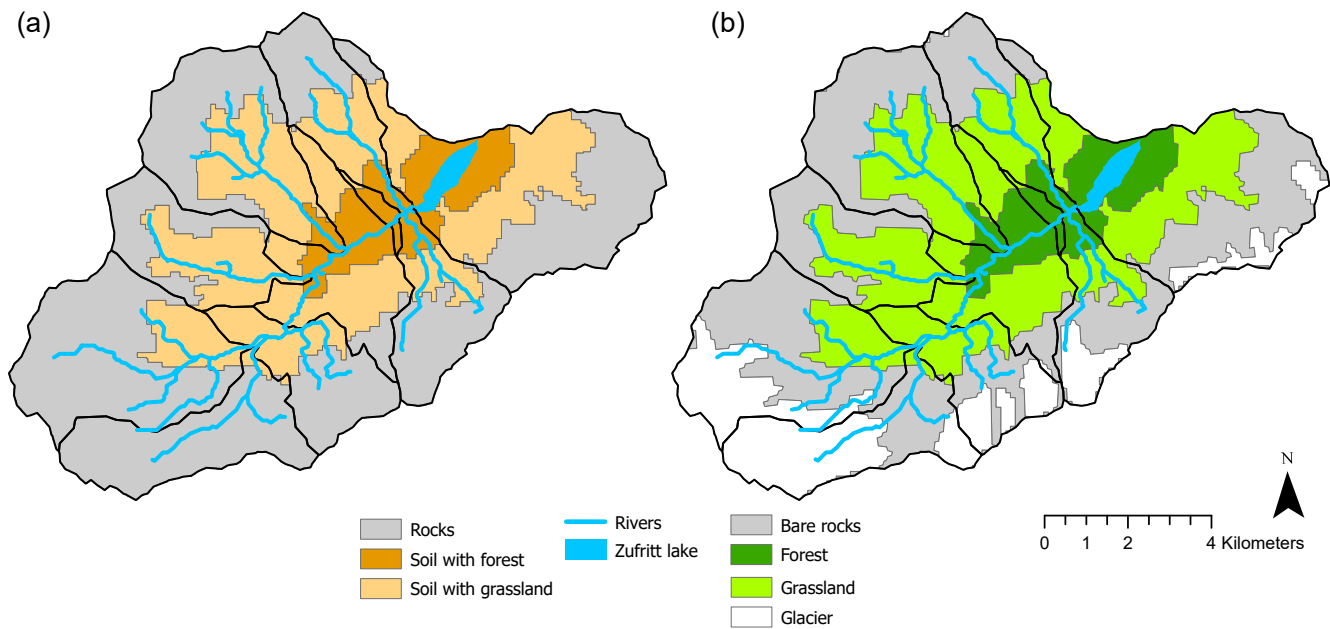 (a)
(b)
Rocks
Soil with forest
Soil with grassland
Rivers
Zufritt lake
Bare rocks
Forest
Grassland
Glacier
N
0 1 2 4 Kilometers